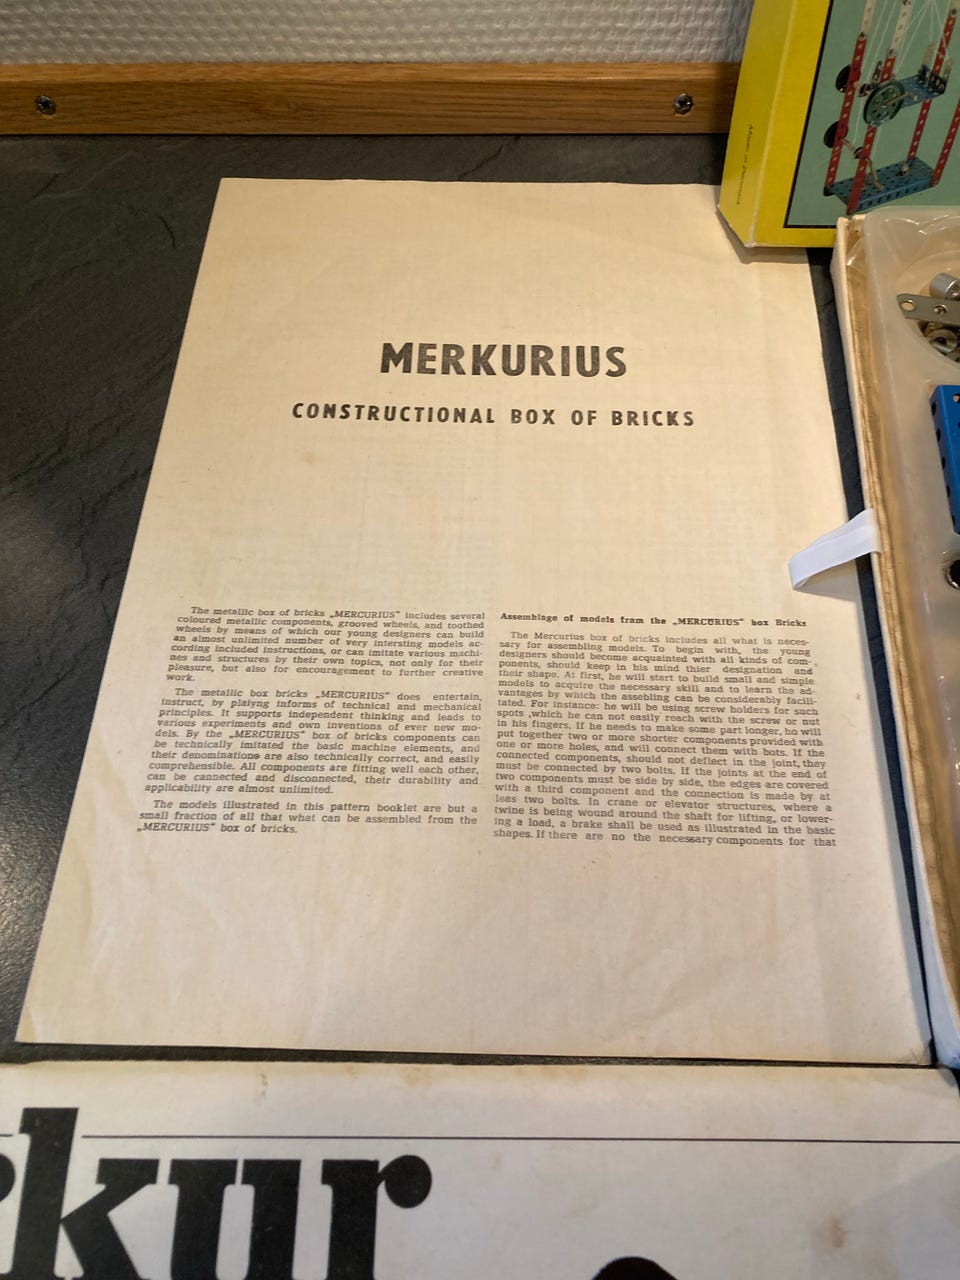 MERKURIUS
CONSTRUCTIONAL BOX OF BRICKS
The metallic box of bricks „MERCURIUS" includes several
coloured metallic components, grooved wheels, and toothed
wheels by means of which our young designers can build
an almost unlimited number of very intersting models ac-
cording included instructions, or can imitate various machi-
nes and structures by their own topics, not only for their
pleasure, but also for encouragement to further creative
work.
The metallic box bricks „MERCURIUS" does entertain,
instruct, by plaiyng informs of technical and mechanical
principles. It supports independent thinking and leads to
various experiments and own inventions of ever new mo-
dels. By the „MERCURIUS" box of bricks components can
be technically imitated the basic machine elements, and
their denominations are also technically correct, and easily
comprehensible. All components are fitting well each other,
can be connected and disconnected, their durability and
applicability are almost unlimited.
The models illustrated in this pattern booklet are but a
small fraction of all that what can be assembled from the
„MERCURIUS" box of bricks.
Assemblage of models fram the „MERCURIUS" box Bricks
The Mercurius box of bricks includes all what is neces-
sary for assembling models. To begin with, the young
designers should become acquainted with all kinds of com-
ponents, should keep in his mind thier designation and
their shape. At first, he will start to build small and simple
models to acquire the necessary skill and to learn the ad-
vantages by which the assebling can be considerably facili-
tated. For instance: he will be using screw holders for such
spots ,which he can not easily reach with the screw or nut
in his fingers. If he needs to make some part longer, ho will
put together two or more shorter components provided with
one or more holes, and will connect them with bots. If the
connected components, should not deflect in the joint, they
must be connected by two bolts. If the joints at the end of
two components must be side by side, the edges are covered
with a third component and the connection is made by at
leas two bolts. In crane or elevator structures, where a
twine is being wound around the shaft for lifting, or lower-
ing a load, a brake shall be used as illustrated in the basic
shapes. If there are no the necessary components for that
rkur